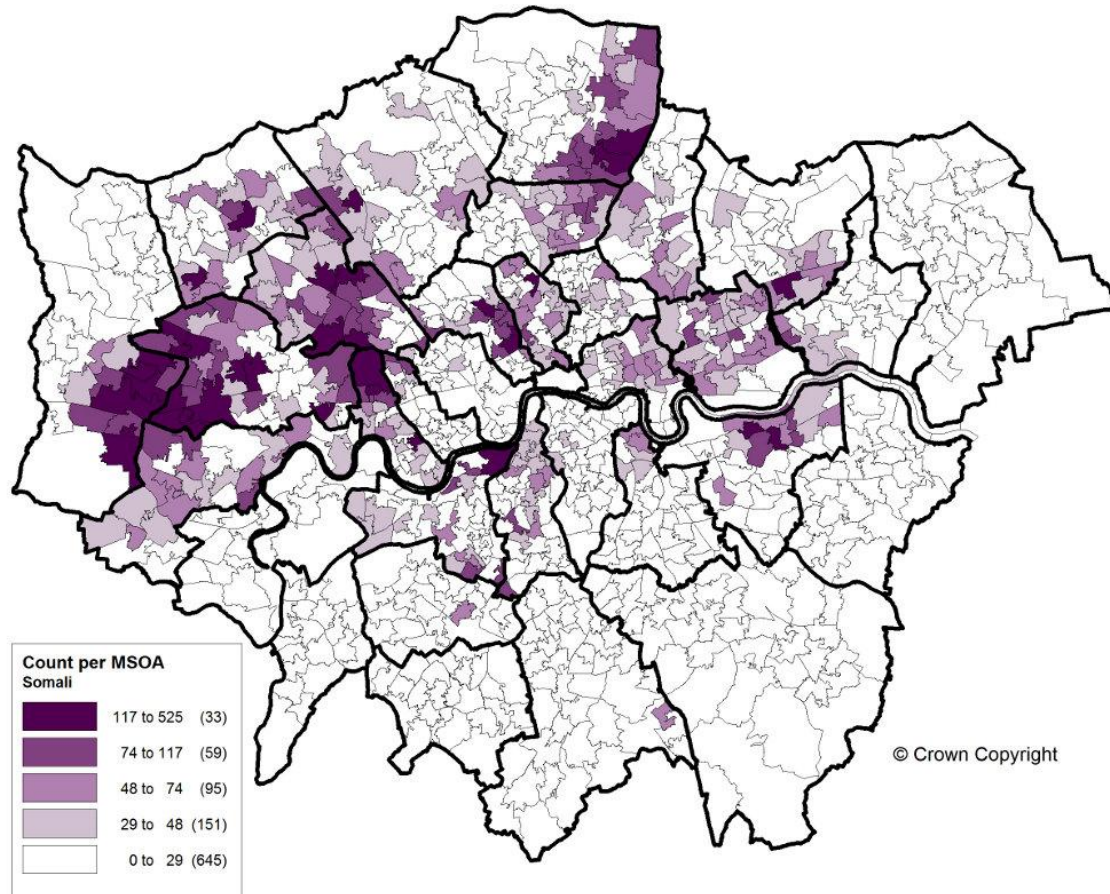 Count per MSOA
Somali
117 to 525 (33)
74 to 117 (59)
48 to 74 (95)
29 to 48 (151)
0 to 29 (645)
© Crown Copyright